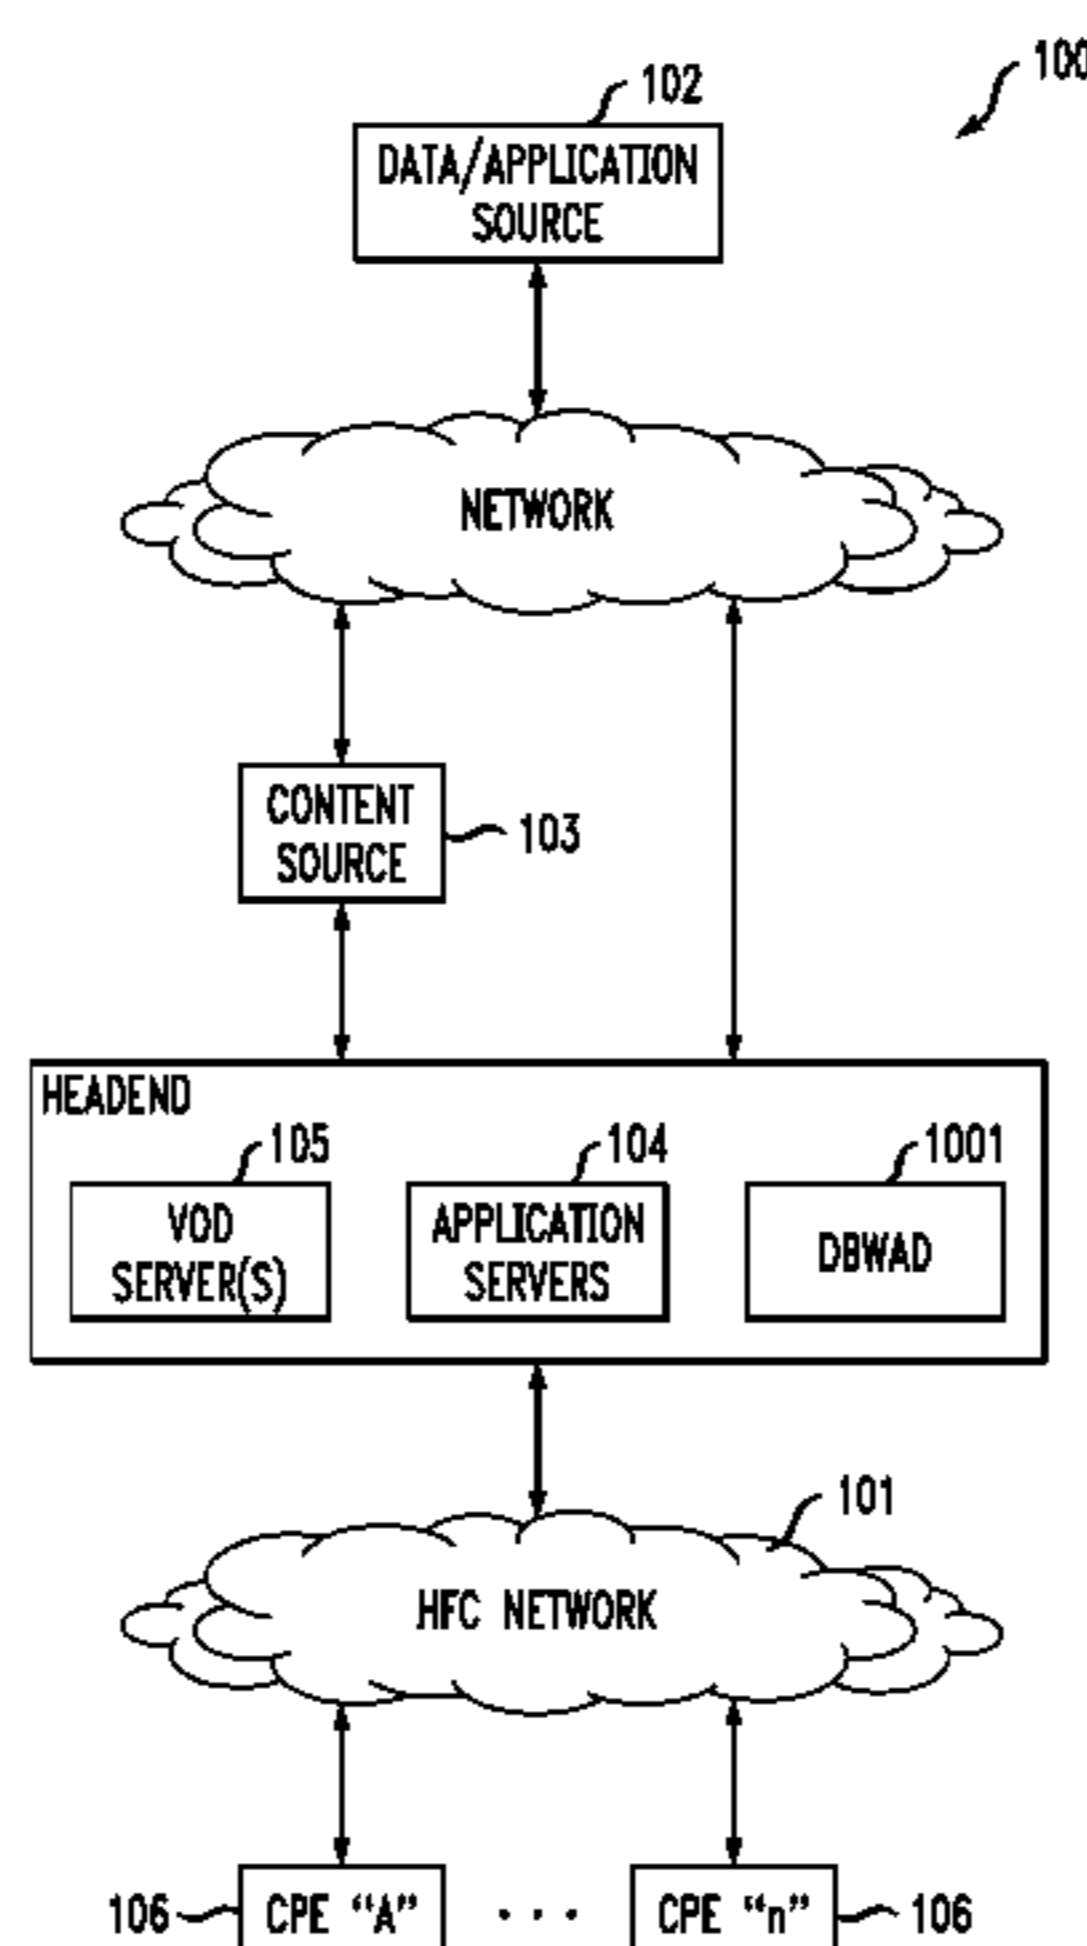 100
102
DATA/APPLICATION
SOURCE
NETWORK
CONTENT
SOURCE
103
HEADEND
105
104
1001
VOD
SERVER(S)
APPLICATION
SERVERS
DBWAD
101
HFC NETWORK
106
CPE “A”
. . .
CPE “n”
106